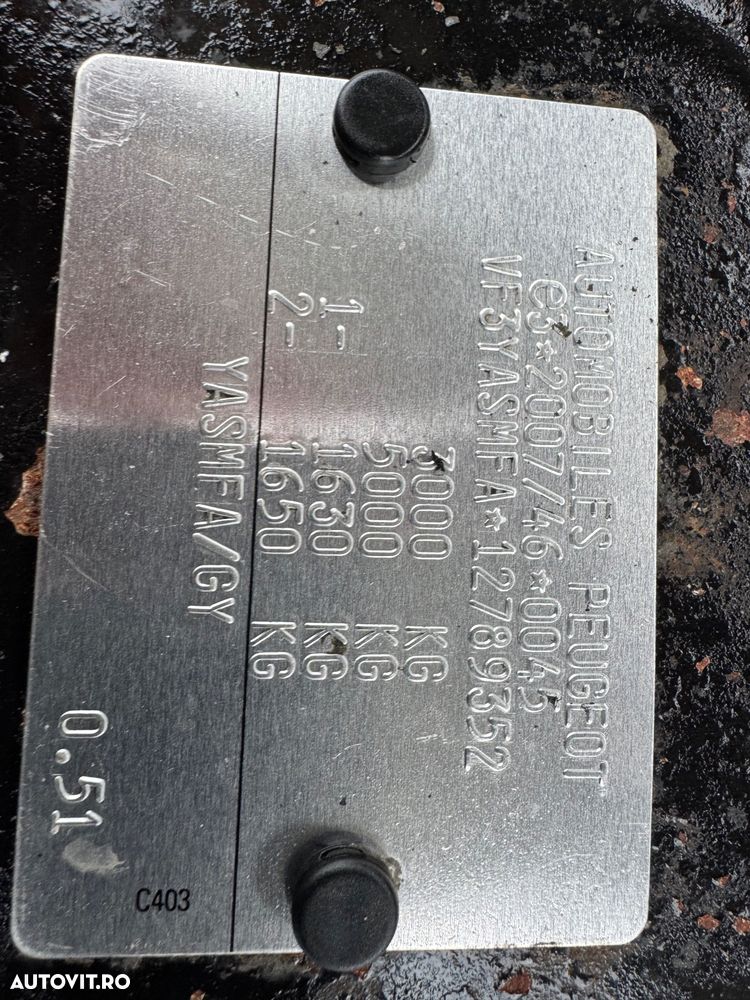 AUTOMOBILES PEUGEOT
e3*2007/46*0045
VF3YASMFA*12789352
3000 KG
5000 KG
1- 1630 KG
2- 1650 KG
YASMFA/GY
0.51
C403
AUTOVIT.RO